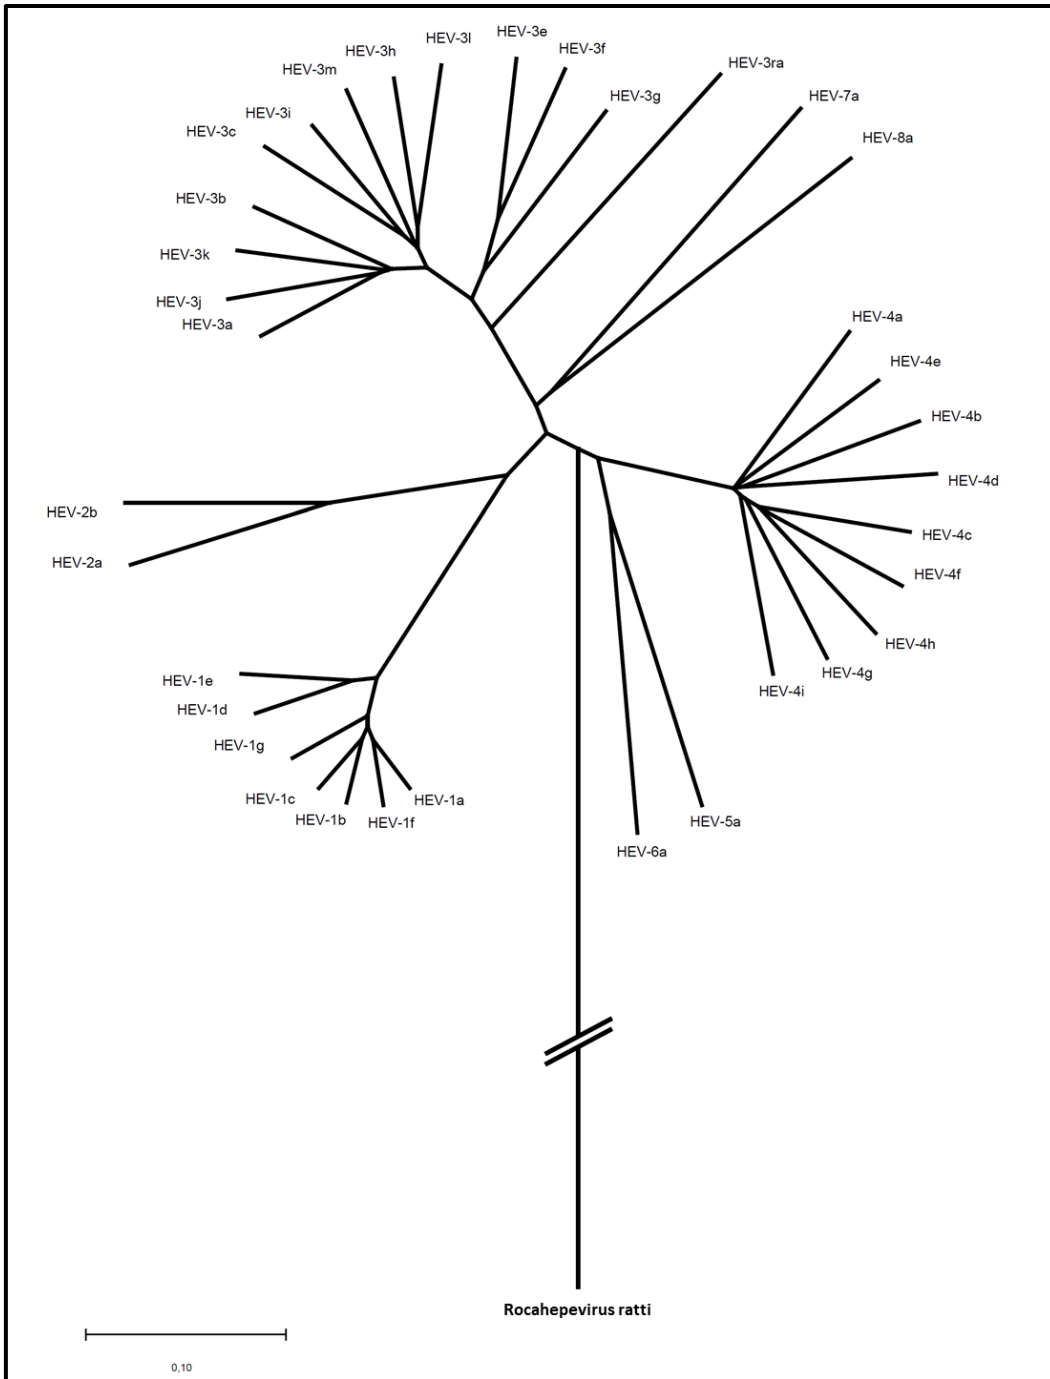 HEV-3e
HEV-3l
HEV-3f
HEV-3h
HEV-3ra
HEV-3m
HEV-7a
HEV-3g
HEV-3i
HEV-3c
HEV-8a
HEV-3b
HEV-3k
HEV-3j
HEV-4a
HEV-3a
HEV-4e
HEV-4b
HEV-4d
HEV-2b
HEV-4c
HEV-2a
HEV-4f
HEV-4h
HEV-4g
HEV-1e
HEV-4i
HEV-1d
HEV-1g
HEV-1c
HEV-1a
HEV-1b
HEV-1f
HEV-5a
HEV-6a
Rocahepevirus ratti
0,10